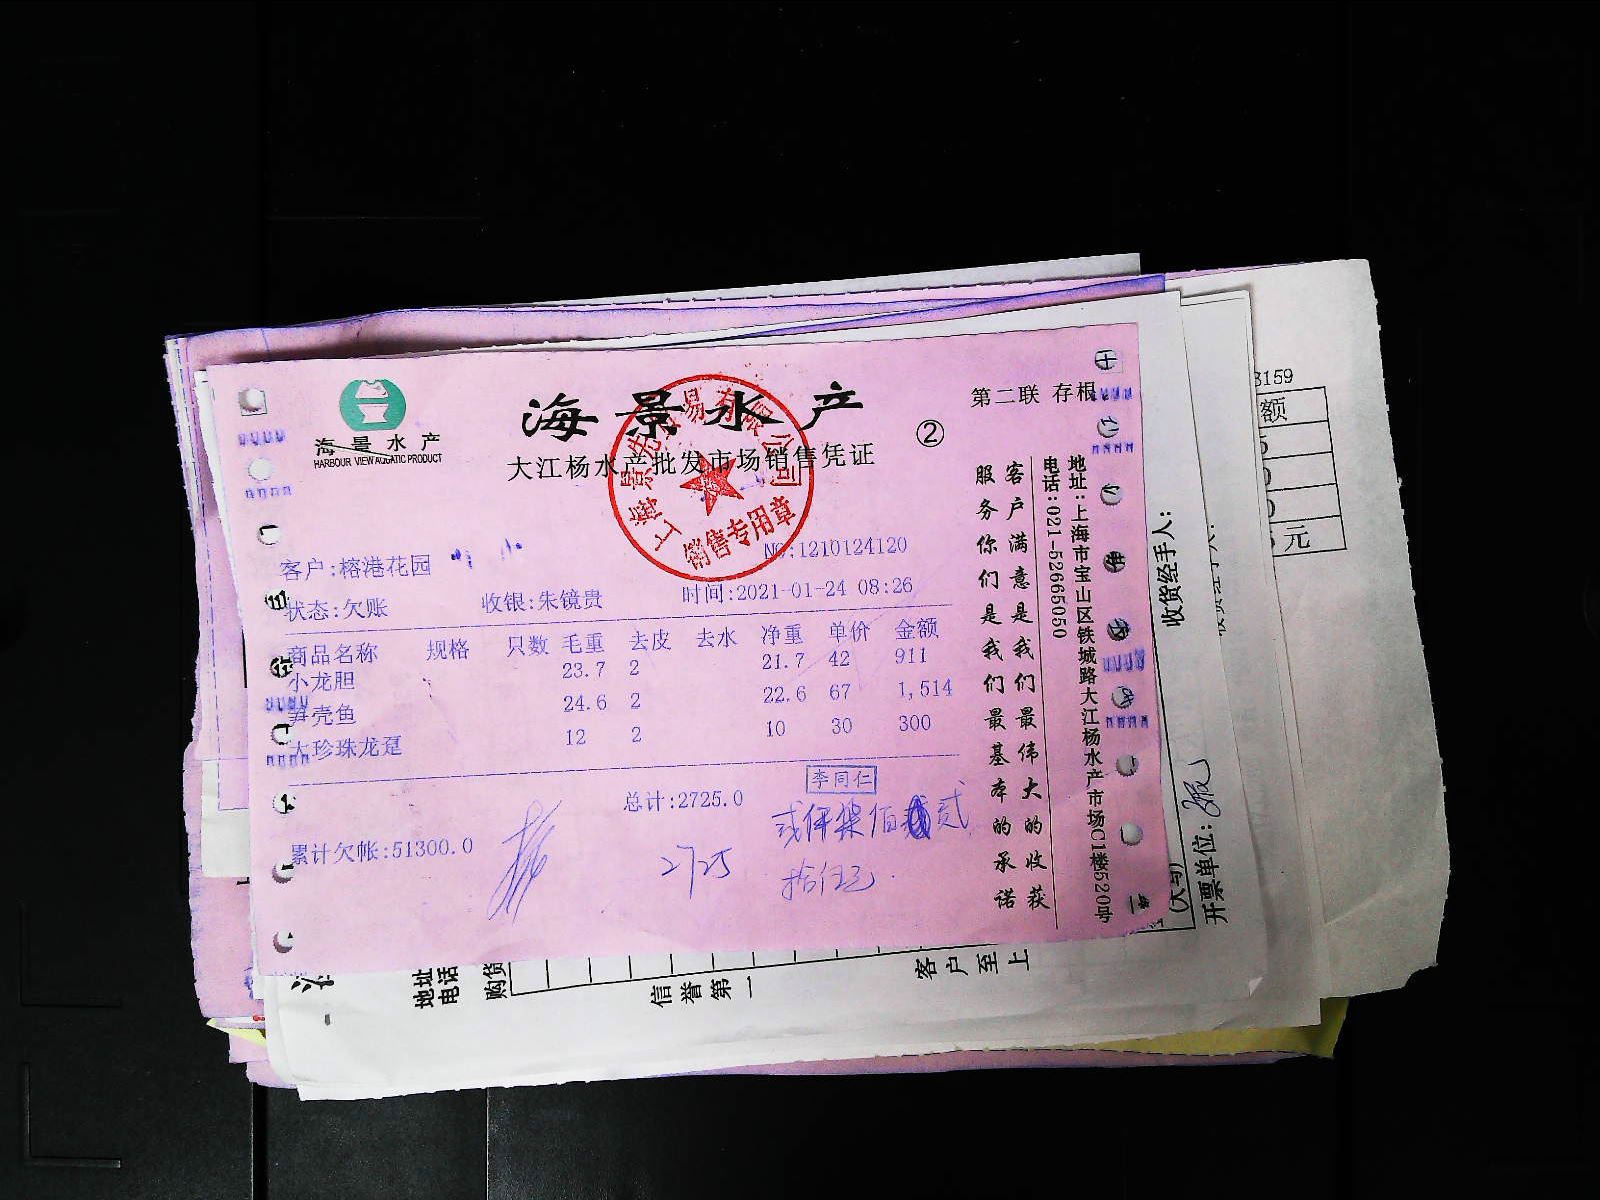 海景水产
HARBOUR VIEW AQUATIC PRODUCT
海景水产
大江杨水产批发市场销售凭证
②
第二联 存根
销售专用章
NO:1210124120
客户:榕港花园
状态:欠账 收银:朱镜贵 时间:2021-01-24 08:26
商品名称 规格 只数 毛重 去皮 去水 净重 单价 金额
小龙胆 23.7 2 21.7 42 911
笋壳鱼 24.6 2 22.6 67 1,514
大珍珠龙趸 12 2 10 30 300
李同仁
总计:2725.0
累计欠帐:51300.0
2725
拾伍元
客户满意是我们最伟大的收获
服务你们是我们最基本的承诺
地址:上海市宝山区铁城路大江杨水产市场C1楼520号
电话:021-52665050
收货经手人:
开票单位:
地址
电话
购货
信誉第一
客户至上
3159
额
元